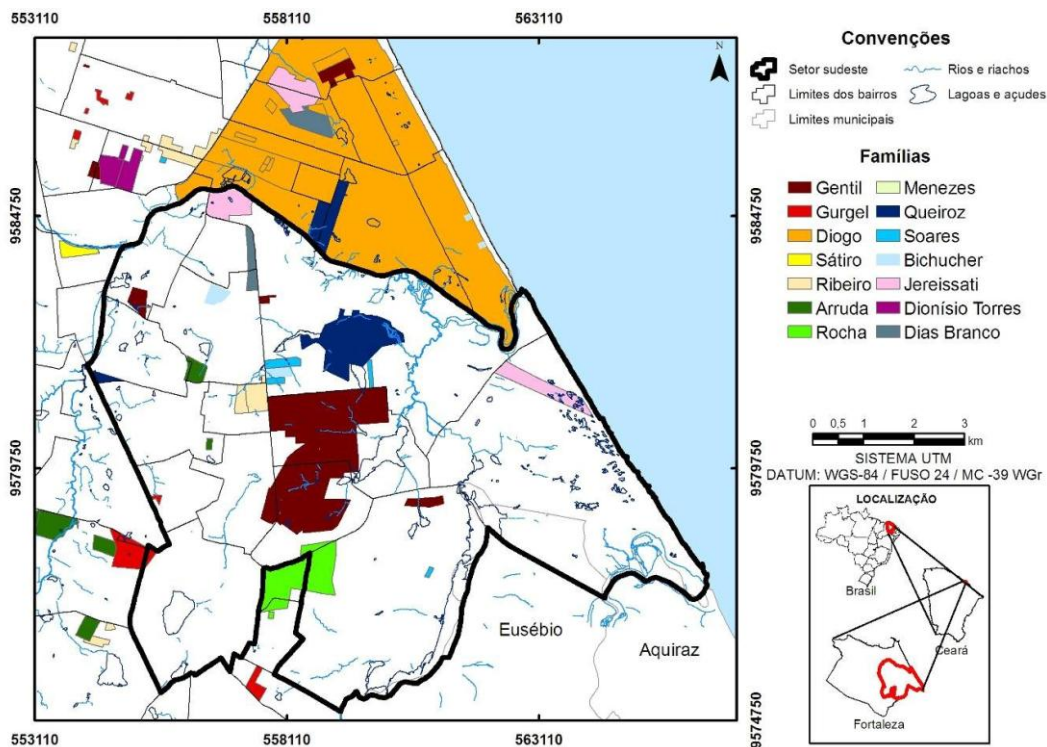 553110 558110 563110
N
9584750
9584750
9579750
9579750
9574750
9574750
Eusébio
Aquiraz
553110 558110 563110
Convenções
Setor sudeste
Rios e riachos
Limites dos bairros
Lagoas e açudes
Limites municipais
Famílias
Gentil
Menezes
Gurgel
Queiroz
Diogo
Soares
Sátiro
Bichucher
Ribeiro
Jereissati
Arruda
Dionísio Torres
Rocha
Dias Branco
0 0.5 1 2 3
km
SISTEMA UTM
DATUM: WGS-84 / FUSO 24 / MC -39 WGr
LOCALIZAÇÃO
Brasil
Ceará
Fortaleza